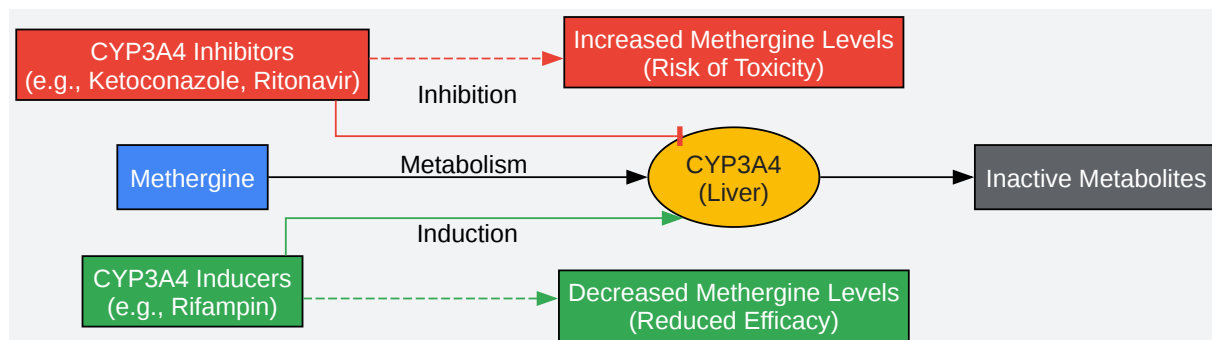 CYP3A4 Inhibitors
(e.g., Ketoconazole, Ritonavir)
Increased Methergine Levels
(Risk of Toxicity)
Inhibition
Methergine
Metabolism
CYP3A4
(Liver)
Inactive Metabolites
Induction
CYP3A4 Inducers
(e.g., Rifampin)
Decreased Methergine Levels
(Reduced Efficacy)